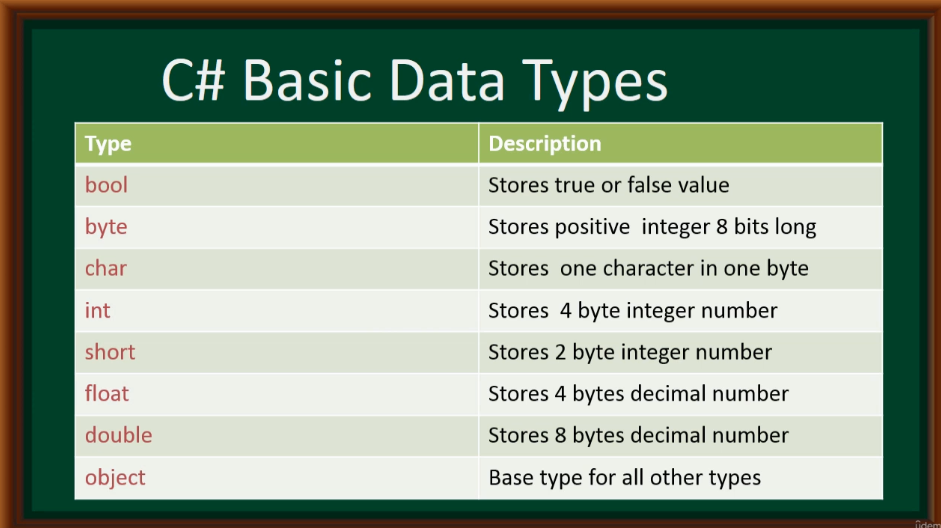 C# Basic Data Types
Type Description
bool Stores true or false value
byte Stores positive integer 8 bits long
char Stores one character in one byte
int Stores 4 byte integer number
short Stores 2 byte integer number
float Stores 4 bytes decimal number
double Stores 8 bytes decimal number
object Base type for all other types